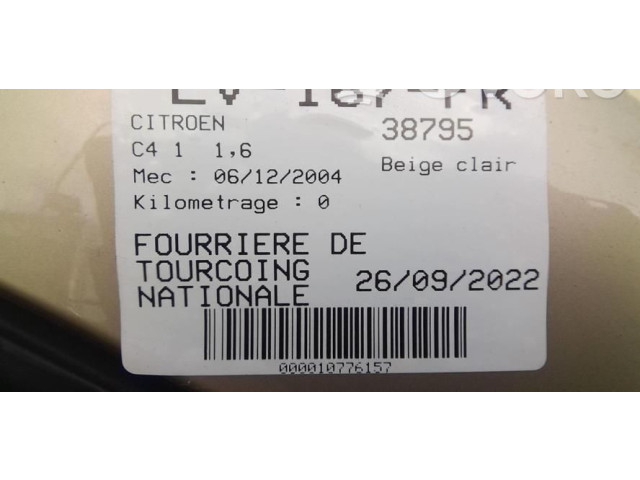 CITROEN 38795
C4 1 1,6 Beige clair
Mec : 06/12/2004
Kilometrage : 0
FOURRIERE DE
TOURCOING
NATIONALE 26/09/2022
000010776157